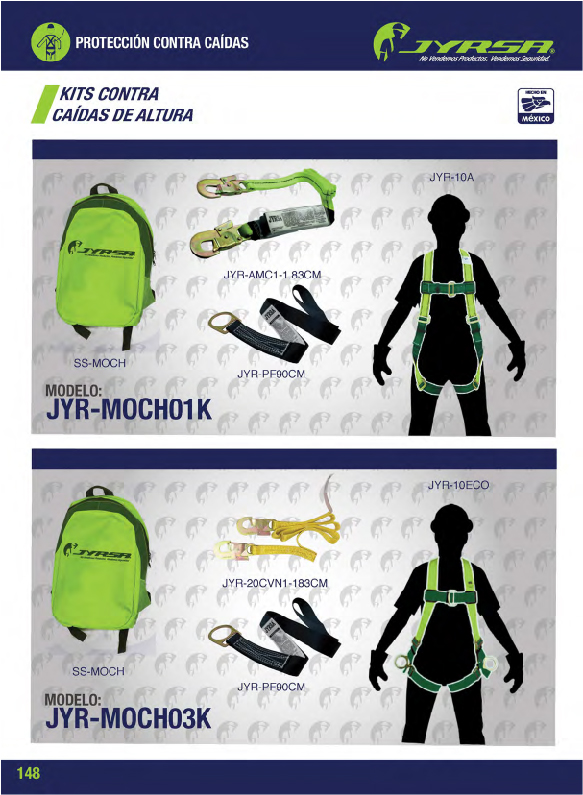 PROTECCIÓN CONTRA CAÍDAS
JYRSA®
No Vendemos Productos. Vendemos Seguridad.
KITS CONTRA
CAÍDAS DE ALTURA
HECHO EN
MÉXICO
JYR-10A
JYRSA
JYR-AMC1-1.83CM
SS-MOCH
JYR-PF90CM
MODELO:
JYR-MOCH01K
JYR-10ECO
JYRSA
JYR-20CVN1-183CM
SS-MOCH
JYR-PF90CM
MODELO:
JYR-MOCH03K
148